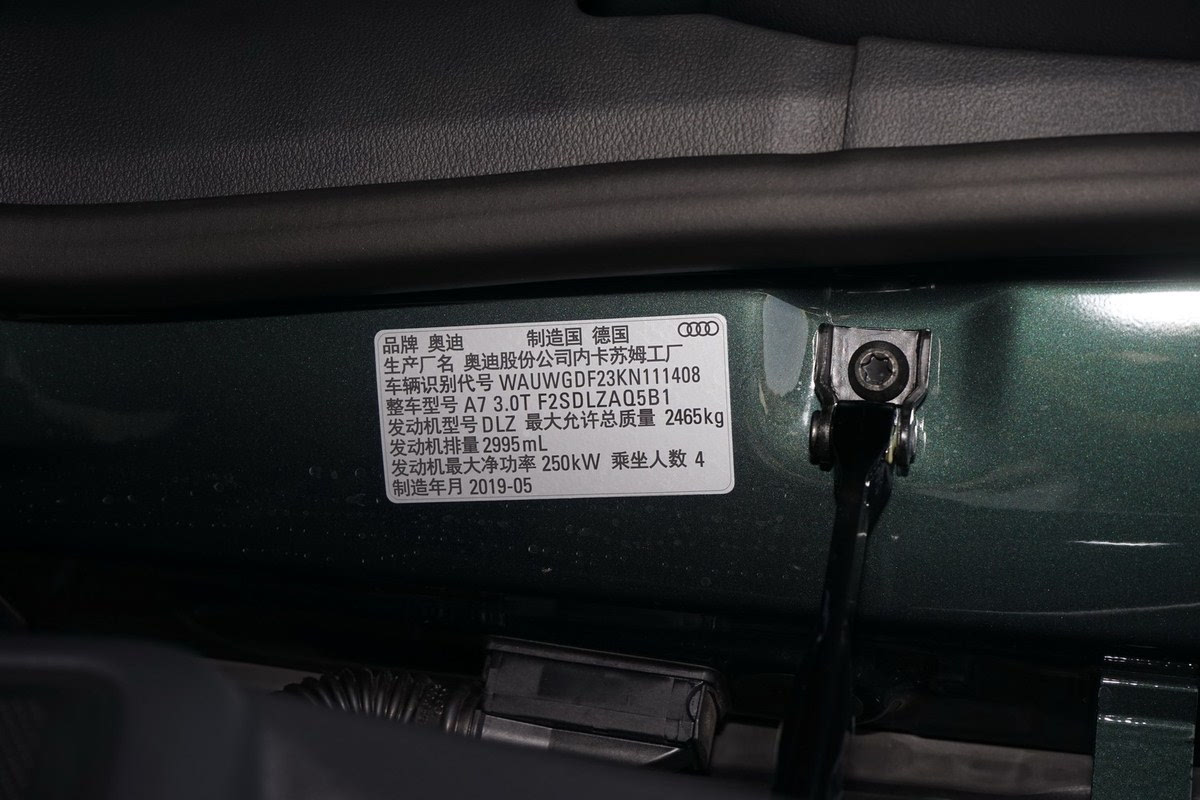 品牌 奥迪 制造国 德国
生产厂名 奥迪股份公司内卡苏姆工厂
车辆识别代号 WAUWGDF23KN111408
整车型号 A7 3.0T F2SDLZAQ5B1
发动机型号 DLZ 最大允许总质量 2465kg
发动机排量 2995mL
发动机最大净功率 250kW 乘坐人数 4
制造年月 2019-05